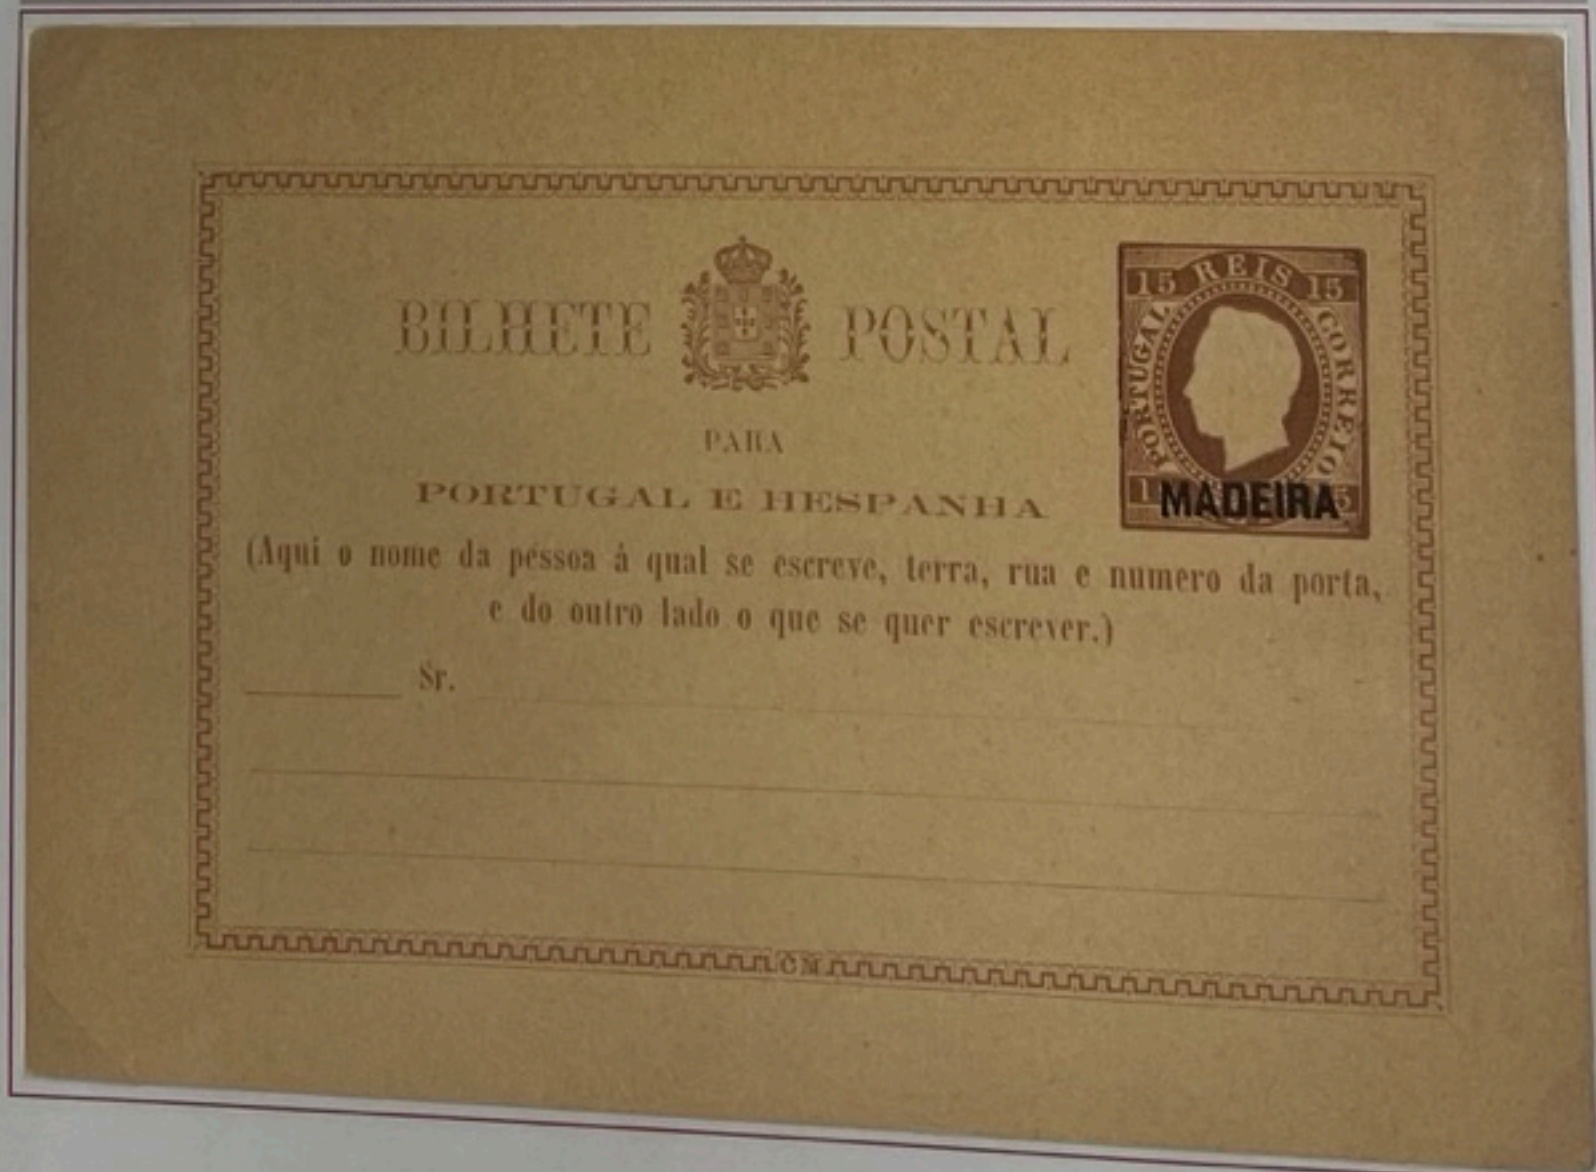 BILHETE POSTAL
15 REIS 15
PORTUGAL CORREIO
MADEIRA
PARA
PORTUGAL E HESPANHA
(Aqui o nome da pessoa á qual se escreve, terra, rua e numero da porta,
e do outro lado o que se quer escrever.)
Sr.
CM